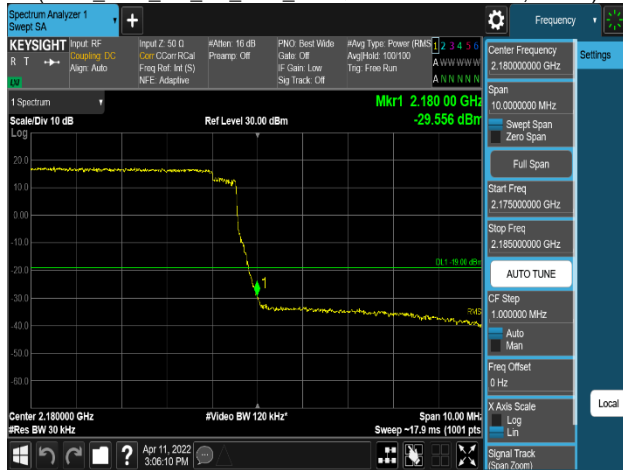 Spectrum Analyzer 1
Swept SA
Frequency
KEYSIGHT
R T
Input: RF
Coupling: DC
Align: Auto
Input Z: 50 Ω
Corr CCorr RCal
Freq Ref: Int (S)
NFE: Adaptive
#Atten: 16 dB
Preamp: Off
PNO: Best Wide
Gate: Off
IF Gain: Low
Sig Track: Off
#Avg Type: Power (RMS
Avg|Hold: 100/100
Trig: Free Run
1 2 3 4 5 6
A W W W W W
A N N N N N
1 Spectrum
Scale/Div 10 dB
Log
Ref Level 30.00 dBm
Mkr1 2.180 00 GHz
-29.556 dBm
20.0
10.0
0.00
-10.0
-20.0
-30.0
-40.0
-50.0
-60.0
DL1 -19.00 dBm
1
RMS
Center 2.180000 GHz
#Res BW 30 kHz
#Video BW 120 kHz*
Span 10.00 MHz
Sweep ~17.9 ms (1001 pts
Apr 11, 2022
3:06:10 PM
?
Center Frequency
2.180000000 GHz
Span
10.0000000 MHz
Swept Span
Zero Span
Full Span
Start Freq
2.175000000 GHz
Stop Freq
2.185000000 GHz
AUTO TUNE
CF Step
1.000000 MHz
Auto
Man
Freq Offset
0 Hz
X Axis Scale
Log
Lin
Signal Track
(Span Zoom)
Settings
Local